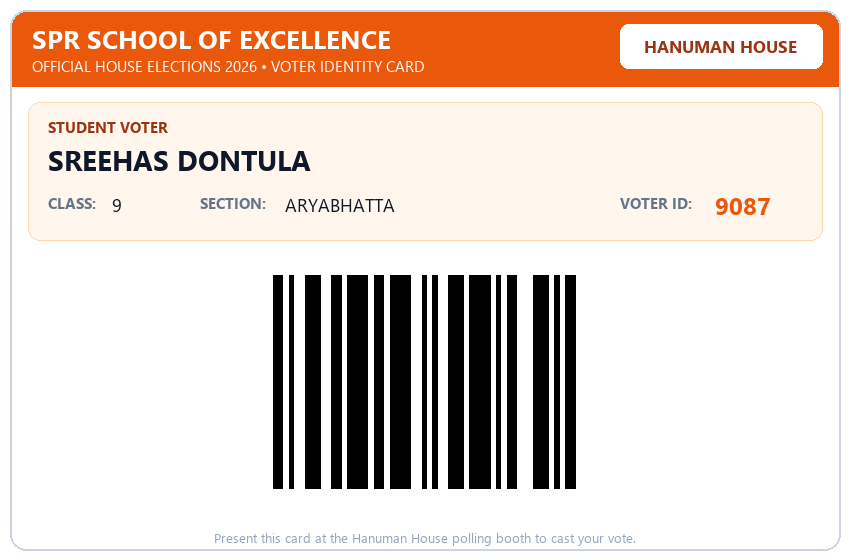 SPR SCHOOL OF EXCELLENCE
OFFICIAL HOUSE ELECTIONS 2026 • VOTER IDENTITY CARD
HANUMAN HOUSE
STUDENT VOTER
SREEHAS DONTULA
CLASS: 9 SECTION: ARYABHATTA VOTER ID: 9087
Present this card at the Hanuman House polling booth to cast your vote.